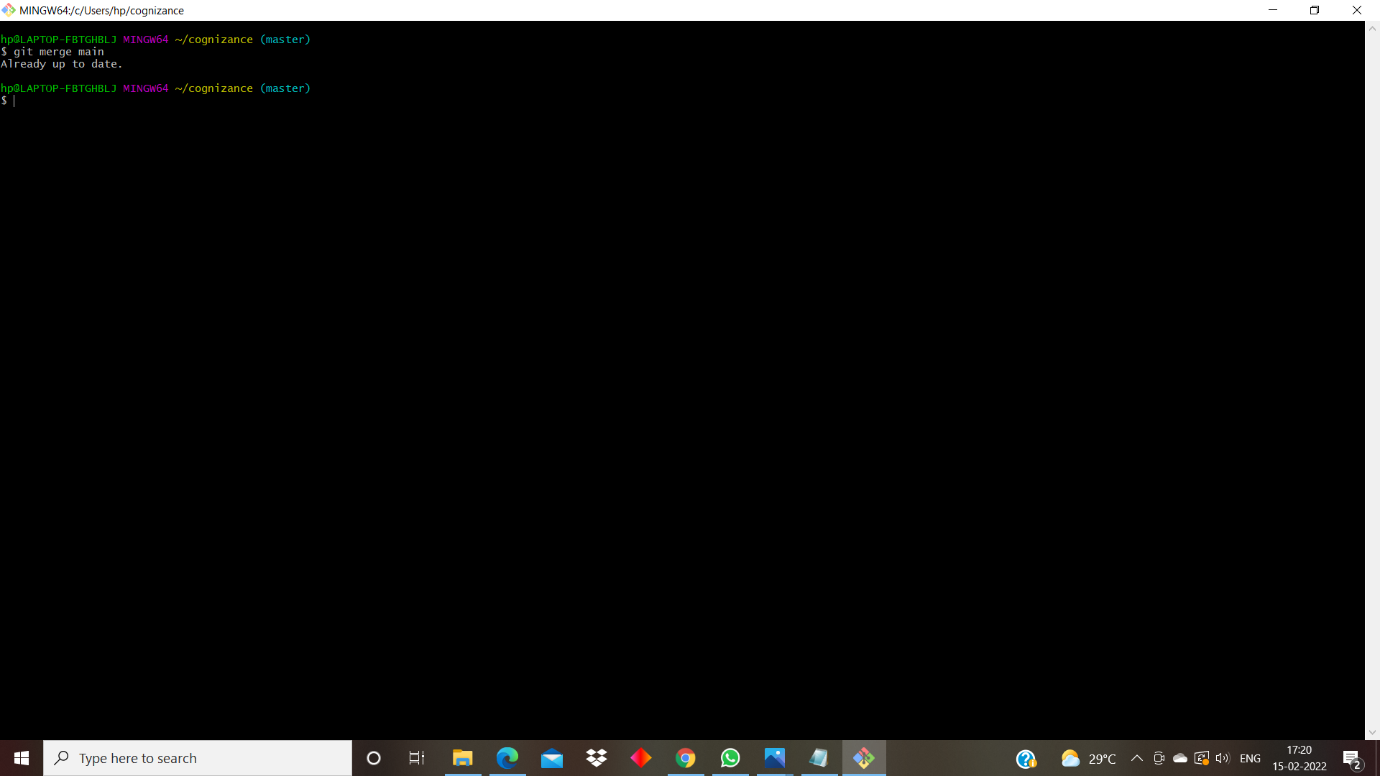 MINGW64:/c/Users/hp/cognizance
hp@LAPTOP-FBTGHBLJ MINGW64 ~/cognizance (master)
$ git merge main
Already up to date.
hp@LAPTOP-FBTGHBLJ MINGW64 ~/cognizance (master)
$
Type here to search
29°C
ENG
17:20
15-02-2022
2